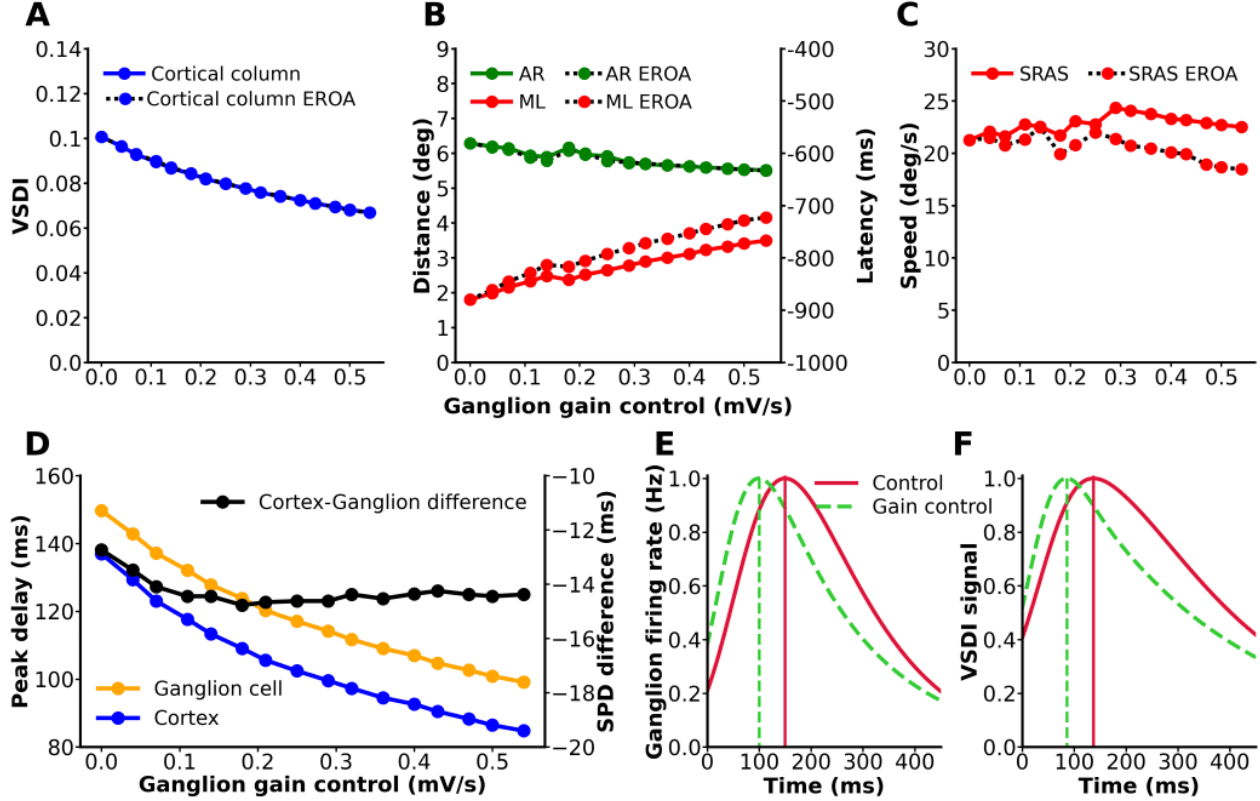 A
VSDI
0.14
0.12
0.1
0.08
0.06
0.04
0.02
0.0
Cortical column
Cortical column EROA
0.0 0.1 0.2 0.3 0.4 0.5
B
Distance (deg)
9
8
7
6
5
4
3
2
1
0
AR
AR EROA
ML
ML EROA
-400
-500
-600
-700
-800
-900
-1000
Latency (ms)
0.0 0.1 0.2 0.3 0.4 0.5
Ganglion gain control (mV/s)
C
Speed (deg/s)
30
25
20
15
10
5
0
SRAS
SRAS EROA
0.0 0.1 0.2 0.3 0.4 0.5
D
Peak delay (ms)
160
140
120
100
80
Cortex-Ganglion difference
Ganglion cell
Cortex
−10
−12
−14
−16
−18
−20
SPD difference (ms)
0.0 0.1 0.2 0.3 0.4 0.5
Ganglion gain control (mV/s)
E
Ganglion firing rate (Hz)
1.0
0.8
0.6
0.4
0.2
0.0
Control
Gain control
0 100 200 300 400
Time (ms)
F
VSDI signal
1.0
0.8
0.6
0.4
0.2
0.0
0 100 200 300 400
Time (ms)